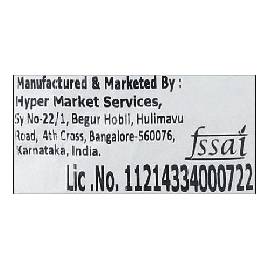 Manufactured & Marketed By :
Hyper Market Services,
Sy No-22/1, Begur Hobli, Hulimavu
Road, 4th Cross, Bangalore-560076,
Karnataka, India.
fssai
Lic .No. 11214334000722